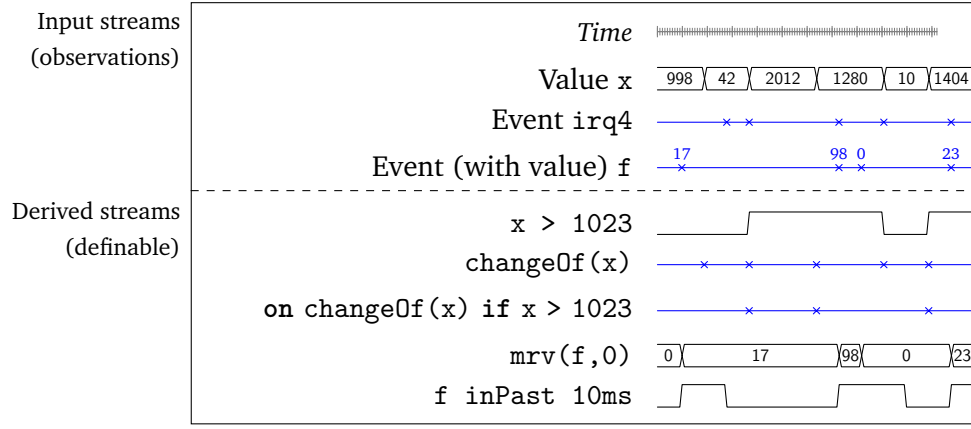 Input streams
(observations)
Time
Value x
998 42 2012 1280 10 1404
Event irq4
17 98 0 23
Event (with value) f
Derived streams
(definable)
x > 1023
changeOf(x)
on changeOf(x) if x > 1023
mrv(f,0)
0 17 98 0 23
f inPast 10ms